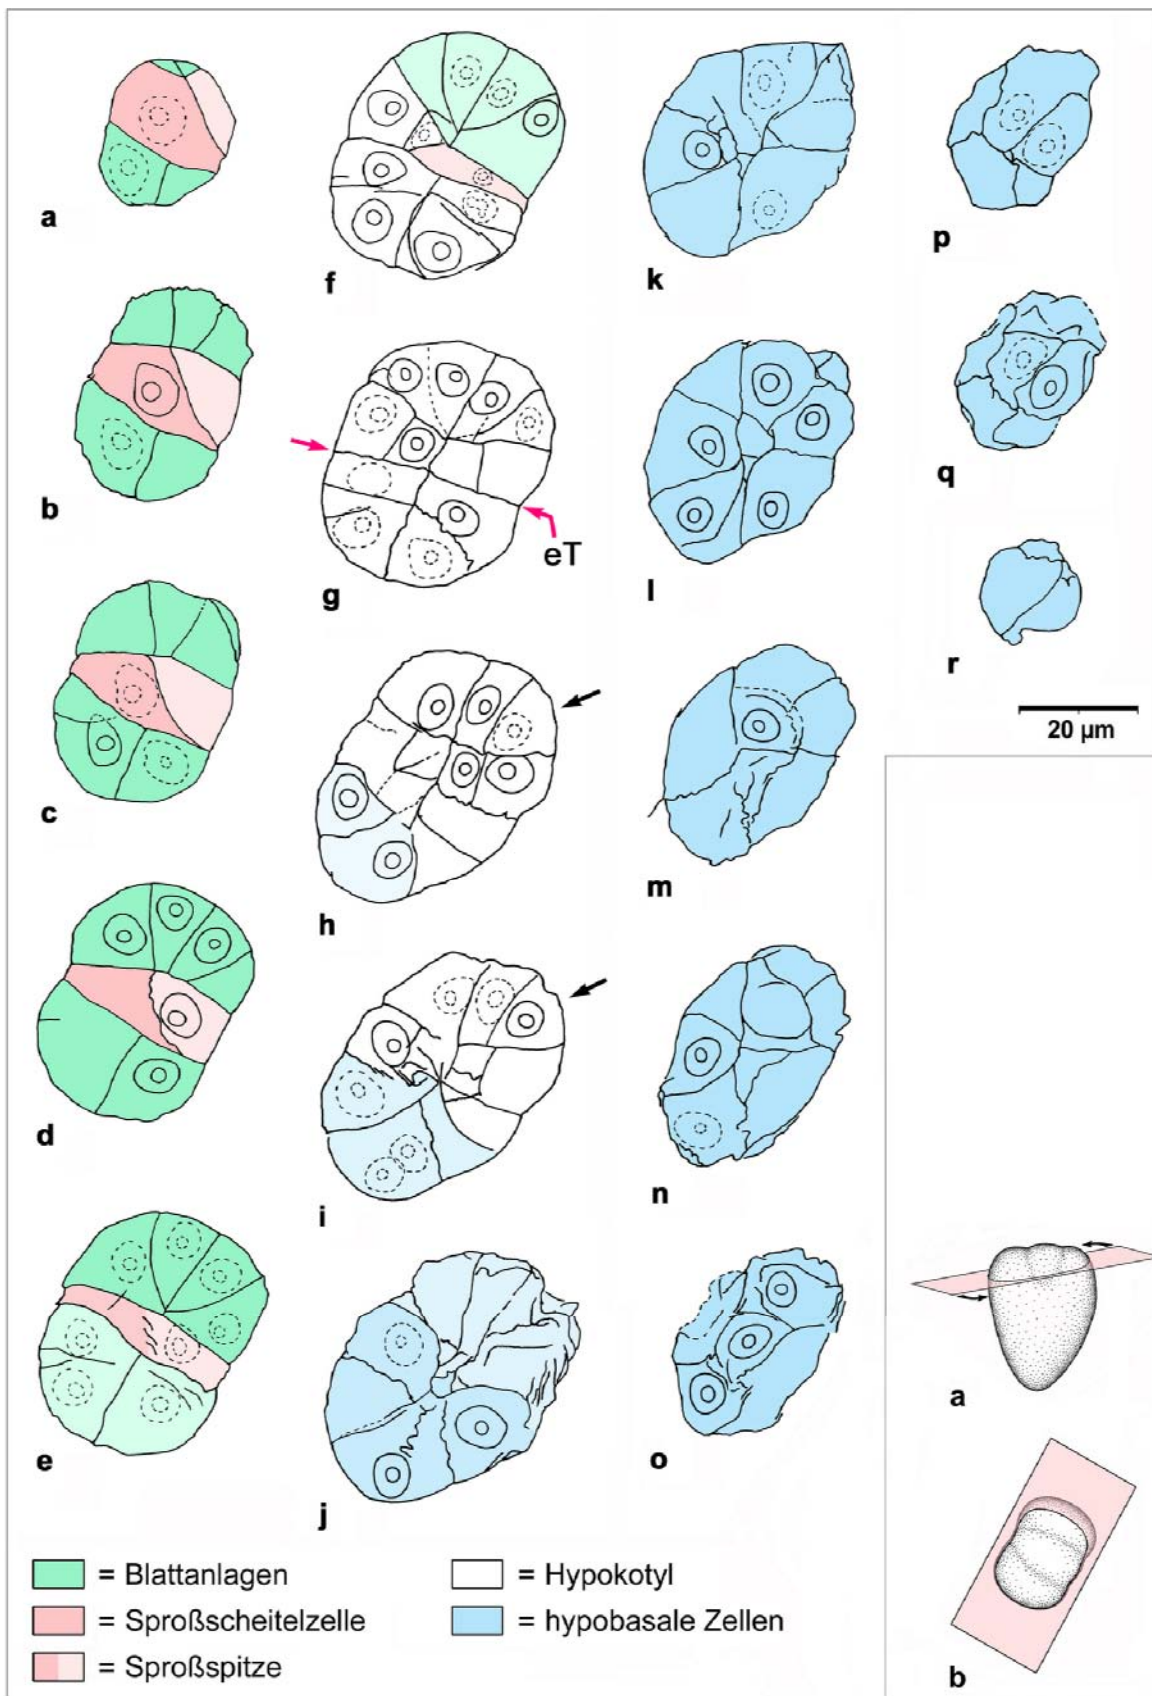 a
b
c
d
e
f
g
eT
h
i
j
k
l
m
n
o
p
q
r
20 µm
a
b
= Blattanlagen
= Sproßscheitelzelle
= Sproßspitze
= Hypokotyl
= hypobasale Zellen